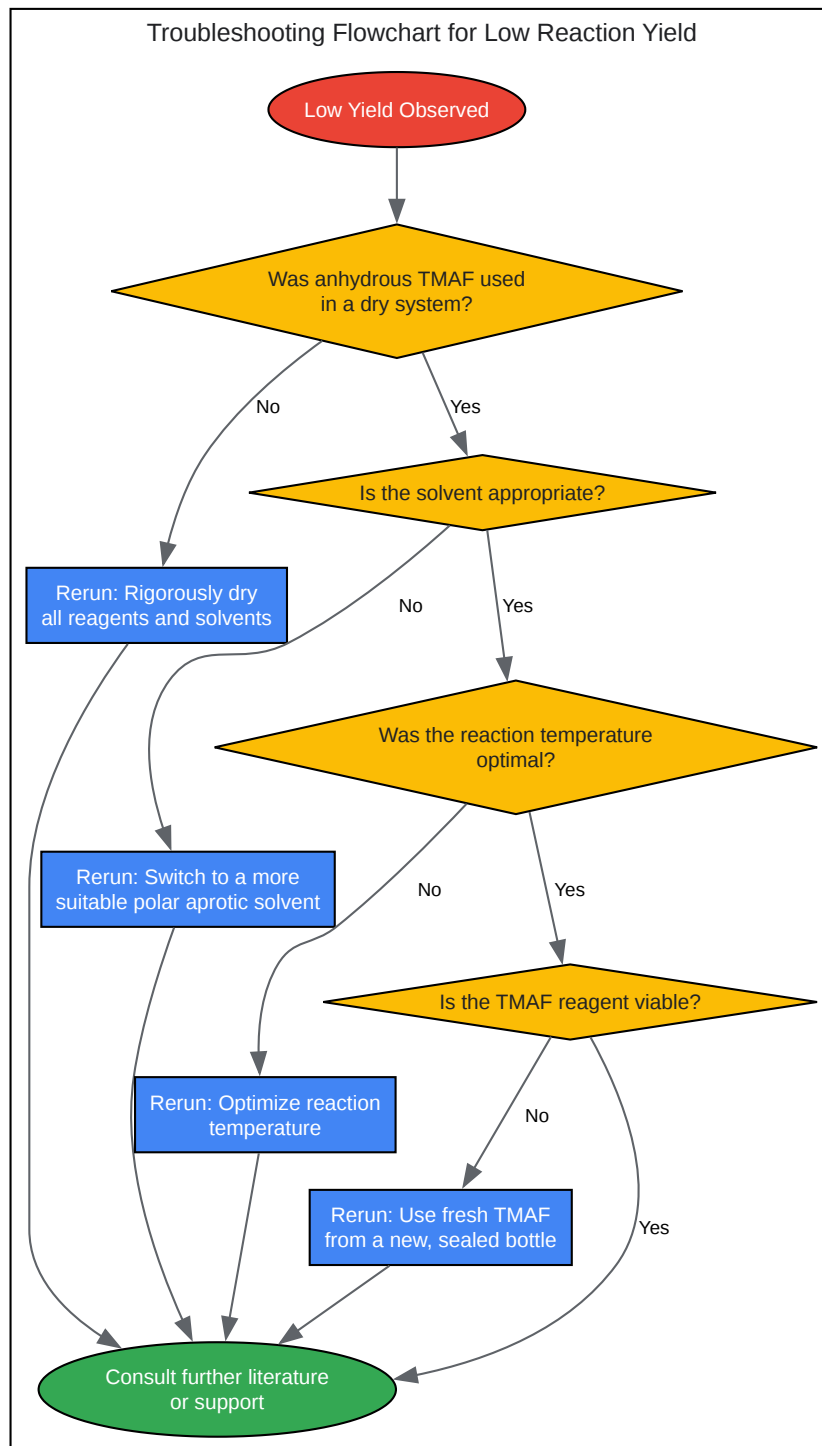 Troubleshooting Flowchart for Low Reaction Yield
Low Yield Observed
Was anhydrous TMAF used
in a dry system?
No
Yes
Is the solvent appropriate?
Rerun: Rigorously dry
all reagents and solvents
No
Yes
Was the reaction temperature
optimal?
Rerun: Switch to a more
suitable polar aprotic solvent
No
Yes
Is the TMAF reagent viable?
Rerun: Optimize reaction
temperature
No
Rerun: Use fresh TMAF
from a new, sealed bottle
Yes
Consult further literature
or support